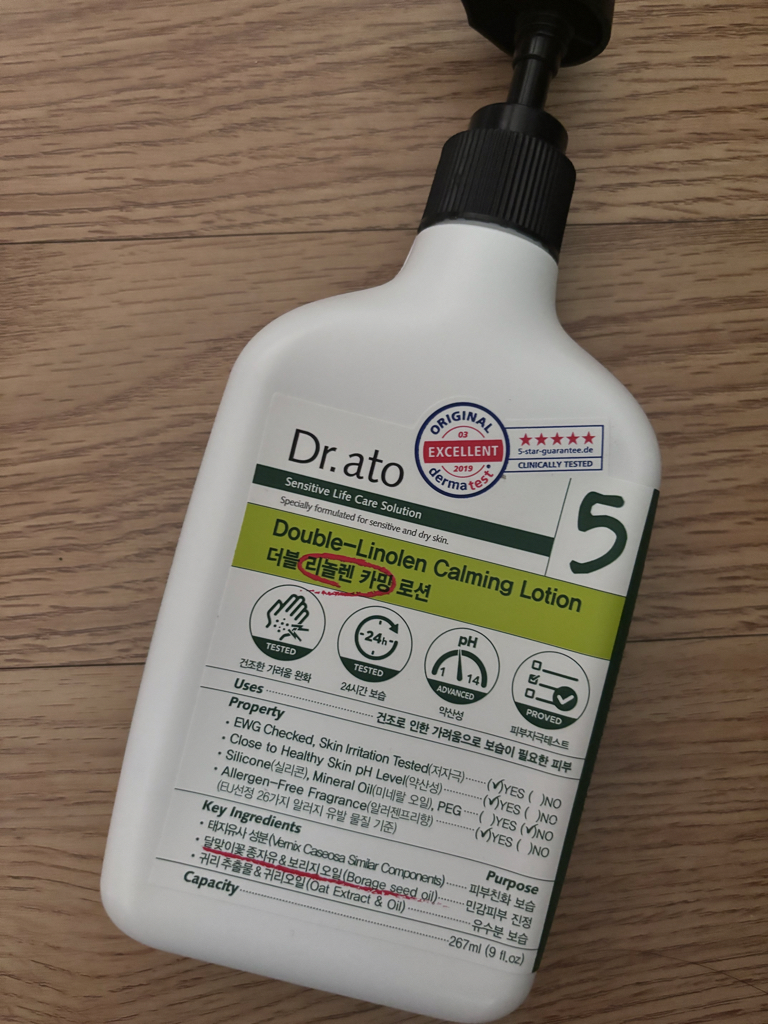 ORIGINAL
03
EXCELLENT
2019
dermatest
★★★★★
5-star-guarantee.de
CLINICALLY TESTED
Dr.ato
Sensitive Life Care Solution
Specially formulated for sensitive and dry skin.
5
Double-Linolen Calming Lotion
더블 리놀렌 카밍 로션
TESTED
건조한 가려움 완화
24h
TESTED
24시간 보습
pH
1 14
ADVANCED
약산성
PROVED
피부자극테스트
Uses 건조로 인한 가려움으로 보습이 필요한 피부
Property
• EWG Checked, Skin Irritation Tested(저자극) (✓)YES ( )NO
• Close to Healthy Skin pH Level(약산성) (✓)YES ( )NO
• Silicone(실리콘), Mineral Oil(미네랄 오일), PEG ( )YES (✓)NO
• Allergen-Free Fragrance(알러젠프리향) (✓)YES ( )NO
(EU선정 26가지 알러지 유발 물질 기준)
Key Ingredients Purpose
• 태지유사 성분(Vernix Caseosa Similar Components) 피부친화 보습
• 달맞이꽃 종자유 & 보리지 오일(Borage seed oil) 민감피부 진정
• 귀리 추출물 & 귀리오일(Oat Extract & Oil) 유수분 보습
Capacity 267ml (9 fl.oz)